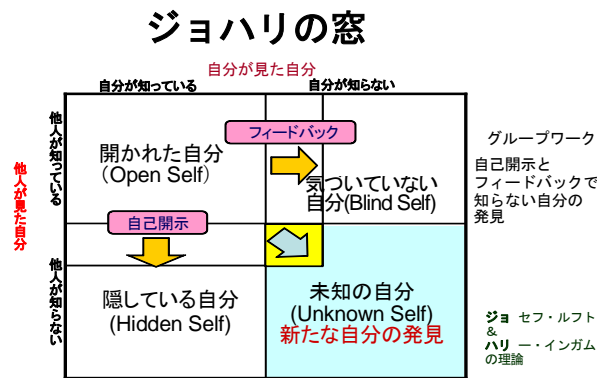 ジョハリの窓
自分が見た自分
自分が知っている
自分が知らない
他人が見た自分
他人が知っている
他人が知らない
フィードバック
開かれた自分
(Open Self)
気づいていない
自分(Blind Self)
自己開示
隠している自分
(Hidden Self)
未知の自分
(Unknown Self)
新たな自分の発見
グループワーク
自己開示と
フィードバックで
知らない自分の
発見
ジョ セフ・ルフト
&
ハリ ー・インガム
の理論